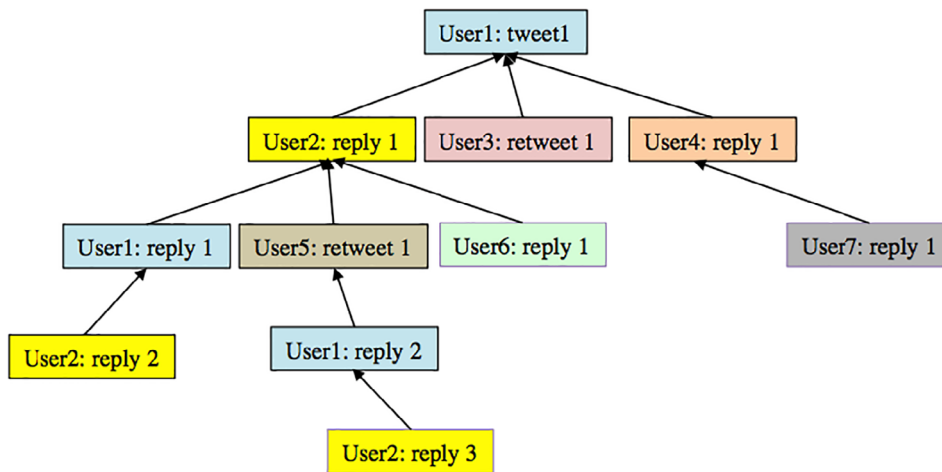 User1: tweet1
User2: reply 1
User3: retweet 1
User4: reply 1
User1: reply 1
User5: retweet 1
User6: reply 1
User7: reply 1
User2: reply 2
User1: reply 2
User2: reply 3